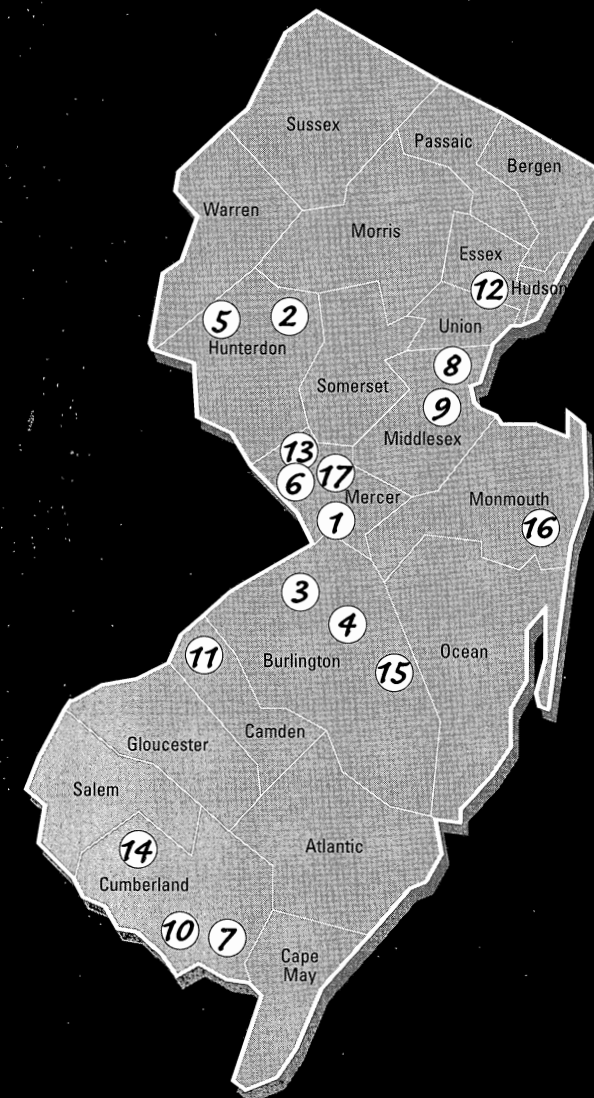 Sussex
Passaic
Bergen
Warren
Morris
Essex
12
Hudson
5
2
Union
Hunterdon
8
Somerset
9
Middlesex
13
17
6
Mercer
Monmouth
1
16
3
4
Ocean
11
Burlington
15
Camden
Gloucester
Salem
Atlantic
14
Cumberland
10
7
Cape
May